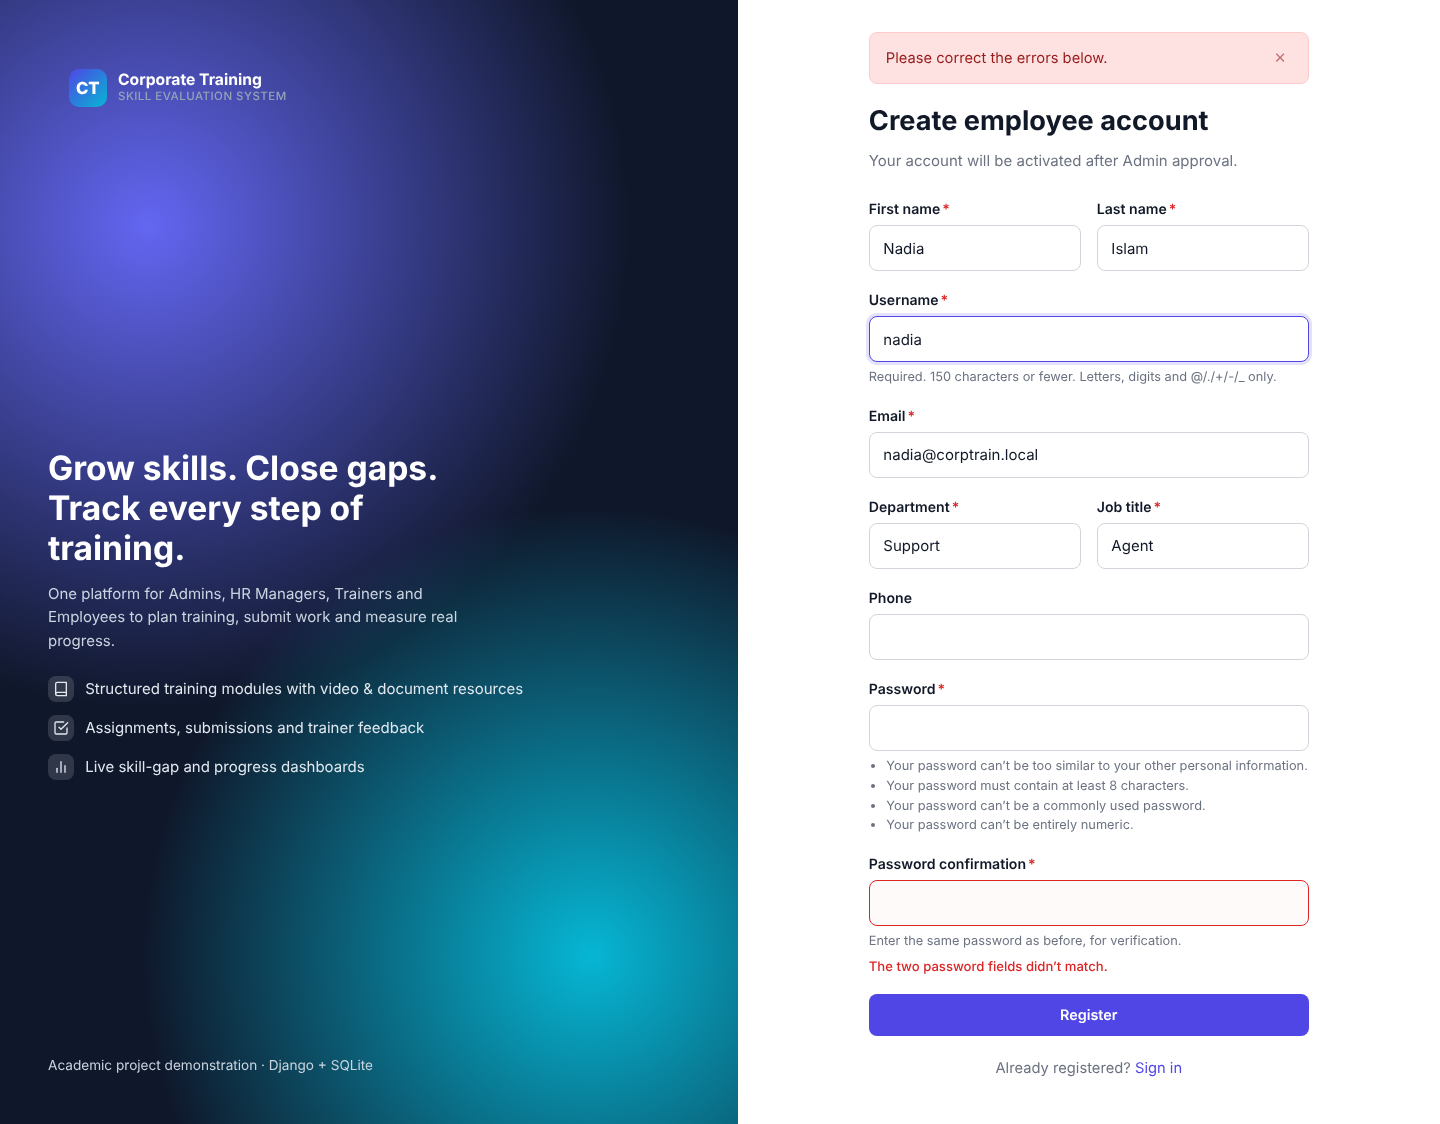 CT
Corporate Training
SKILL EVALUATION SYSTEM
Grow skills. Close gaps.
Track every step of
training.
One platform for Admins, HR Managers, Trainers and
Employees to plan training, submit work and measure real
progress.
Structured training modules with video & document resources
Assignments, submissions and trainer feedback
Live skill-gap and progress dashboards
Academic project demonstration · Django + SQLite
Please correct the errors below. ×
Create employee account
Your account will be activated after Admin approval.
First name * Last name *
Nadia Islam
Username *
nadia
Required. 150 characters or fewer. Letters, digits and @/./+/-/_ only.
Email *
nadia@corptrain.local
Department * Job title *
Support Agent
Phone
Password *
• Your password can’t be too similar to your other personal information.
• Your password must contain at least 8 characters.
• Your password can’t be a commonly used password.
• Your password can’t be entirely numeric.
Password confirmation *
Enter the same password as before, for verification.
The two password fields didn’t match.
Register
Already registered? Sign in